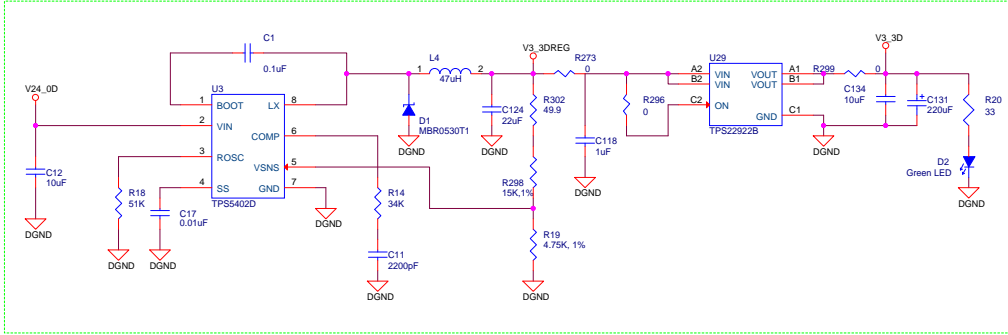 C1
0.1uF
L4
1
47uH
2
V3_3DREG
R273
0
U29
V3_3D
A2
VIN
B2
VIN
C2
ON
VOUT
A1
VOUT
B1
GND
C1
TPS22922B
R299
0
C134
10uF
C131
220uF
R20
33
D2
Green LED
DGND
DGND
V24_0D
U3
1
BOOT
LX
8
2
VIN
COMP
6
3
ROSC
VSNS
5
4
SS
GND
7
TPS5402D
D1
MBR0530T1
DGND
C124
22uF
DGND
R302
49.9
R296
0
C118
1uF
DGND
R298
15K,1%
R19
4.75K, 1%
DGND
C12
10uF
DGND
R18
51K
DGND
C17
0.01uF
DGND
DGND
R14
34K
C11
2200pF
DGND